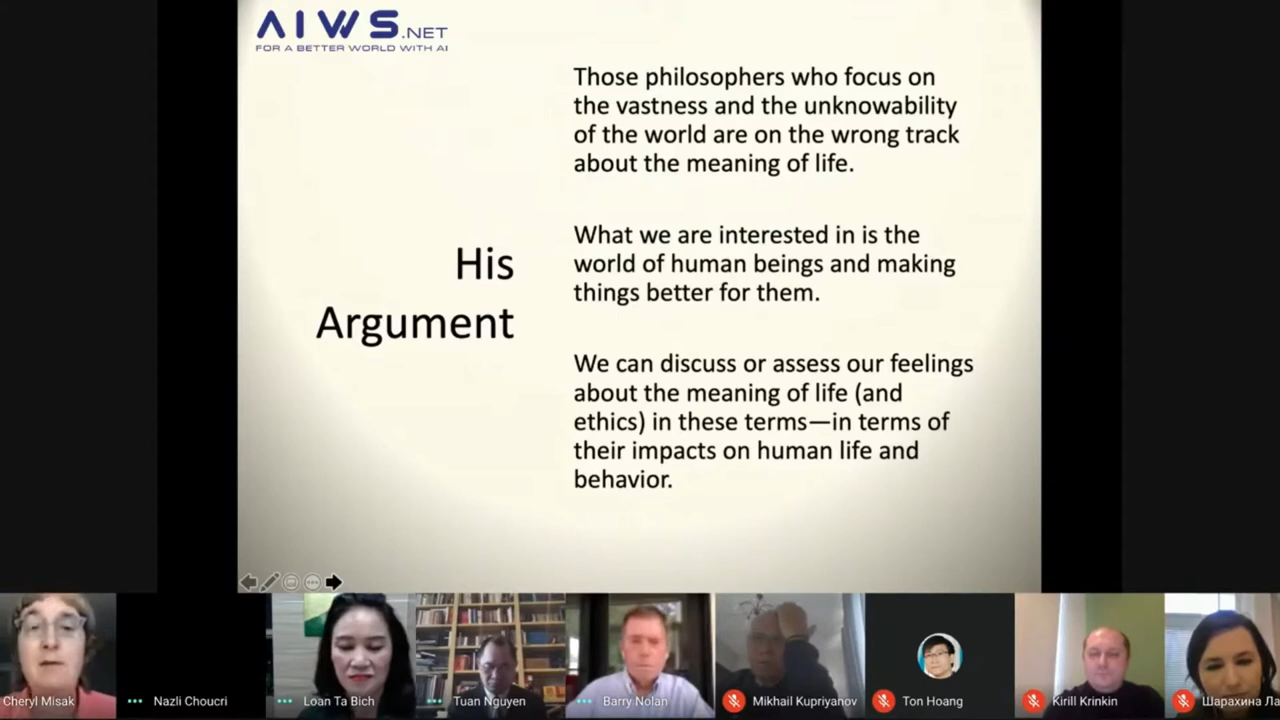 AIWS.NET
FOR A BETTER WORLD WITH AI
Those philosophers who focus on
the vastness and the unknowability
of the world are on the wrong track
about the meaning of life.
His
Argument
What we are interested in is the
world of human beings and making
things better for them.
We can discuss or assess our feelings
about the meaning of life (and
ethics) in these terms—in terms of
their impacts on human life and
behavior.
Cheryl Misak
Nazli Choucri
Loan Ta Bich
Tuan Nguyen
Barry Nolan
Mikhail Kupriyanov
Ton Hoang
Kirill Krinkin
Шарахина Ла